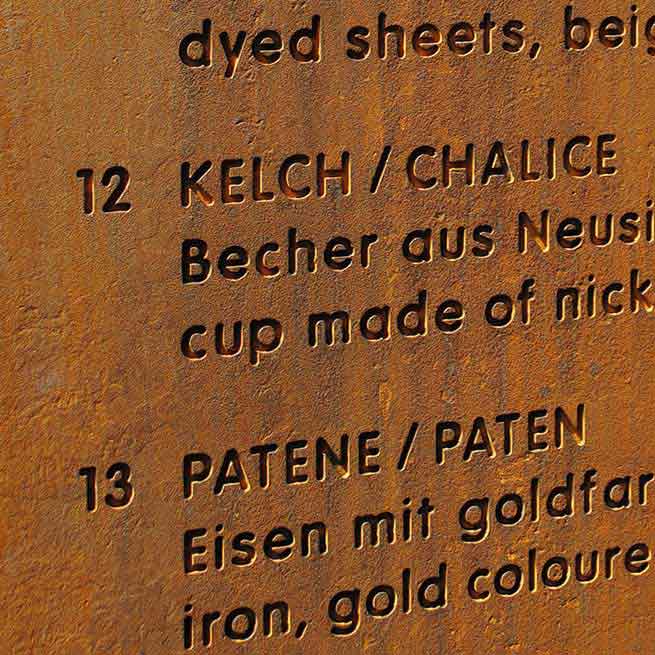 dyed sheets, beig
12 KELCH / CHALICE
Becher aus Neusi
cup made of nick
13 PATENE / PATEN
Eisen mit goldfar
iron, gold coloure